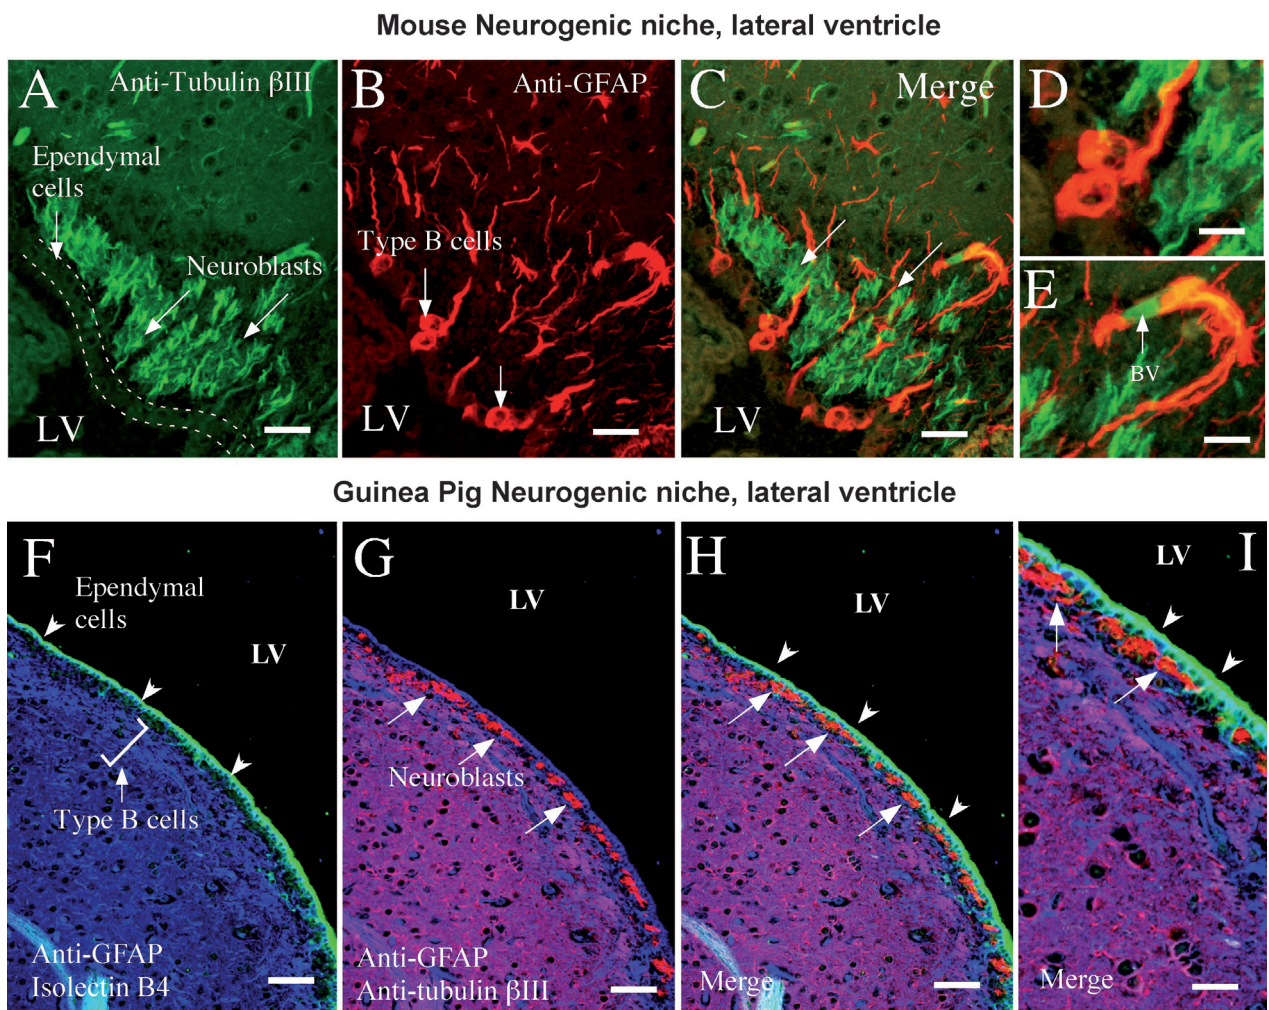 Mouse Neurogenic niche, lateral ventricle
A
Anti-Tubulin βIII
Ependymal
cells
Neuroblasts
LV
B
Anti-GFAP
Type B cells
LV
C
Merge
LV
D
E
BV
Guinea Pig Neurogenic niche, lateral ventricle
F
Ependymal
cells
LV
Type B cells
Anti-GFAP
Isolectin B4
G
LV
Neuroblasts
Anti-GFAP
Anti-tubulin βIII
H
LV
Merge
I
LV
Merge